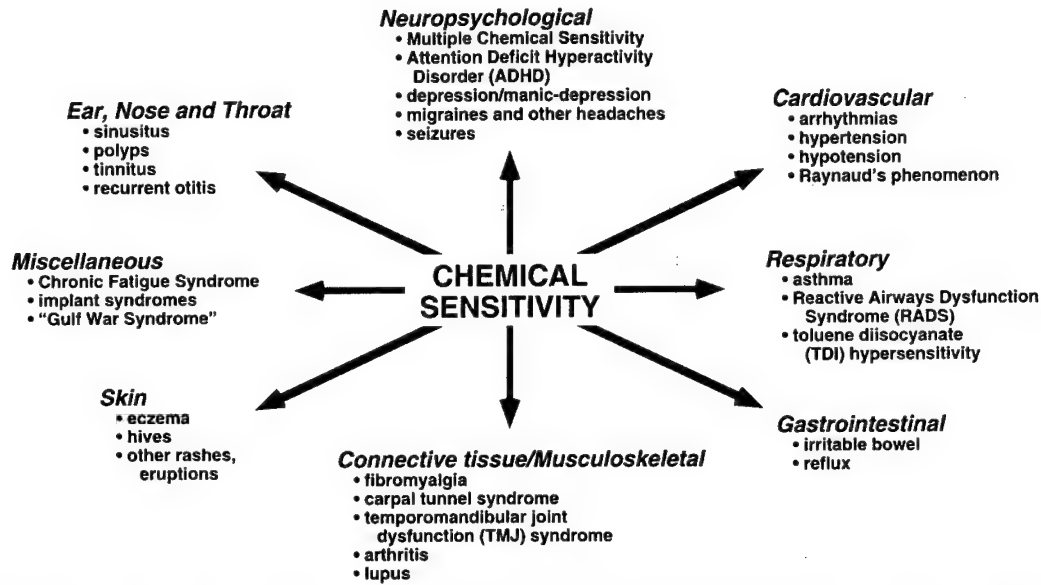 Neuropsychological
• Multiple Chemical Sensitivity
• Attention Deficit Hyperactivity
Disorder (ADHD)
• depression/manic-depression
• migraines and other headaches
• seizures
Ear, Nose and Throat
• sinusitus
• polyps
• tinnitus
• recurrent otitis
Cardiovascular
• arrhythmias
• hypertension
• hypotension
• Raynaud's phenomenon
Miscellaneous
• Chronic Fatigue Syndrome
• implant syndromes
• “Gulf War Syndrome”
CHEMICAL
SENSITIVITY
Respiratory
• asthma
• Reactive Airways Dysfunction
Syndrome (RADS)
• toluene diisocyanate
(TDI) hypersensitivity
Skin
• eczema
• hives
• other rashes,
eruptions
Connective tissue/Musculoskeletal
• fibromyalgia
• carpal tunnel syndrome
• temporomandibular joint
dysfunction (TMJ) syndrome
• arthritis
• lupus
Gastrointestinal
• irritable bowel
• reflux